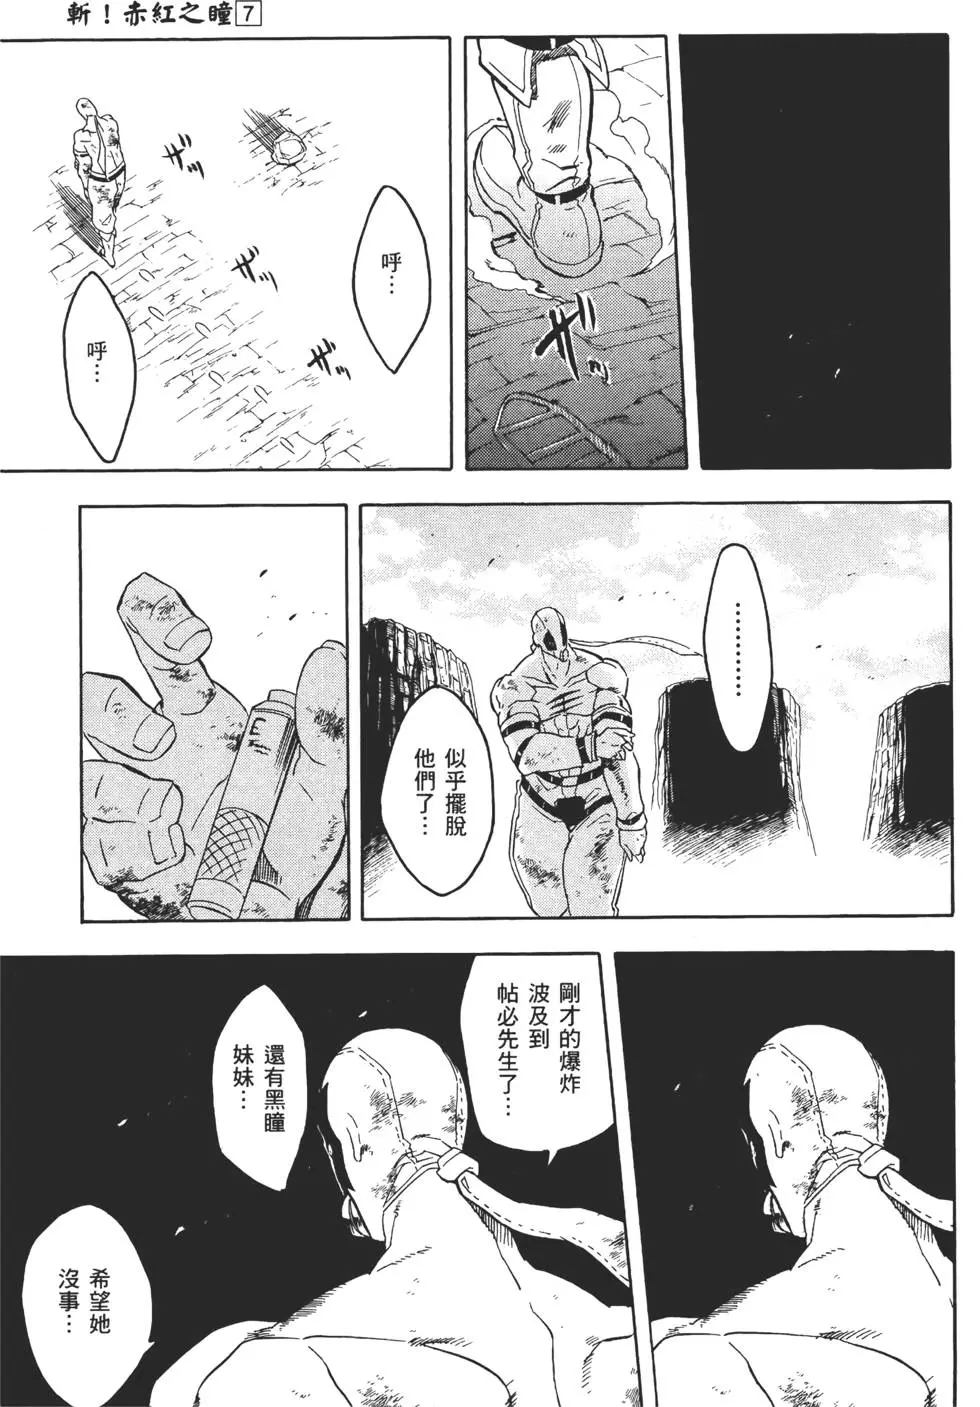 斬！赤紅之瞳 7
ザッ
呼…
ザッ
ザッ
ザッ
呼…
…………
似乎擺脫
他們了…
E
剛才的爆炸
波及到
帖必先生了…
還有黑瞳
妹妹…
希望她
沒事…